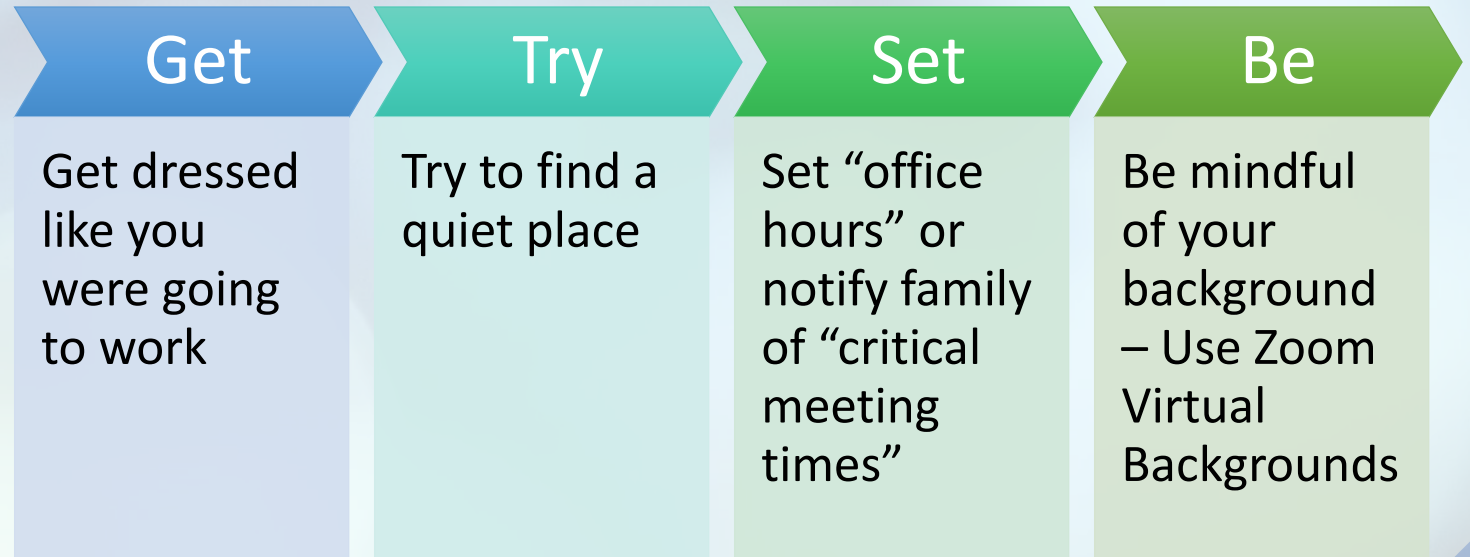 Get
Get dressed
like you
were going
to work
Try
Try to find a
quiet place
Set
Set “office
hours” or
notify family
of “critical
meeting
times”
Be
Be mindful
of your
background
– Use Zoom
Virtual
Backgrounds